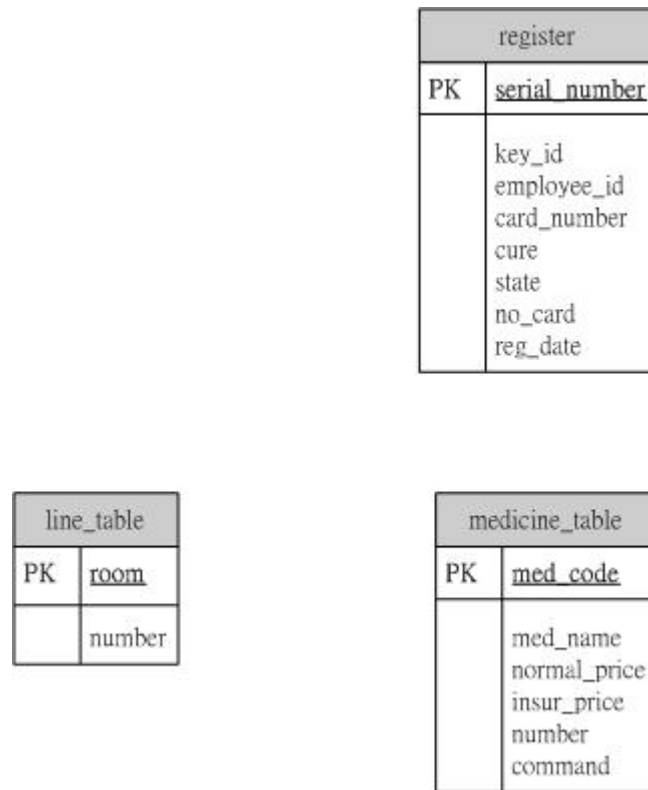 register
PK serial_number
key_id
employee_id
card_number
cure
state
no_card
reg_date
line_table
PK room
number
medicine_table
PK med_code
med_name
normal_price
insur_price
number
command